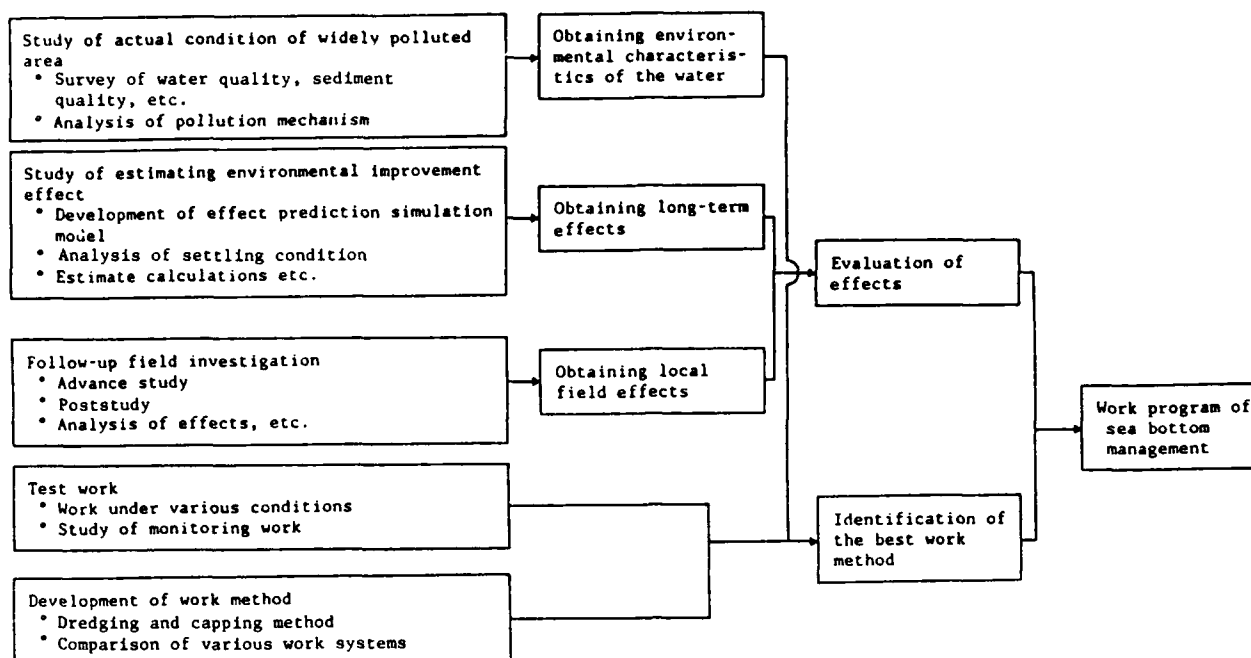 Study of actual condition of widely polluted
area
• Survey of water quality, sediment
quality, etc.
• Analysis of pollution mechanism
Obtaining environ-
mental characteris-
tics of the water
Study of estimating environmental improvement
effect
• Development of effect prediction simulation
model
• Analysis of settling condition
• Estimate calculations etc.
Obtaining long-term
effects
Evaluation of
effects
Follow-up field investigation
• Advance study
• Poststudy
• Analysis of effects, etc.
Obtaining local
field effects
Work program of
sea bottom
management
Test work
• Work under various conditions
• Study of monitoring work
Identification of
the best work
method
Development of work method
• Dredging and capping method
• Comparison of various work systems